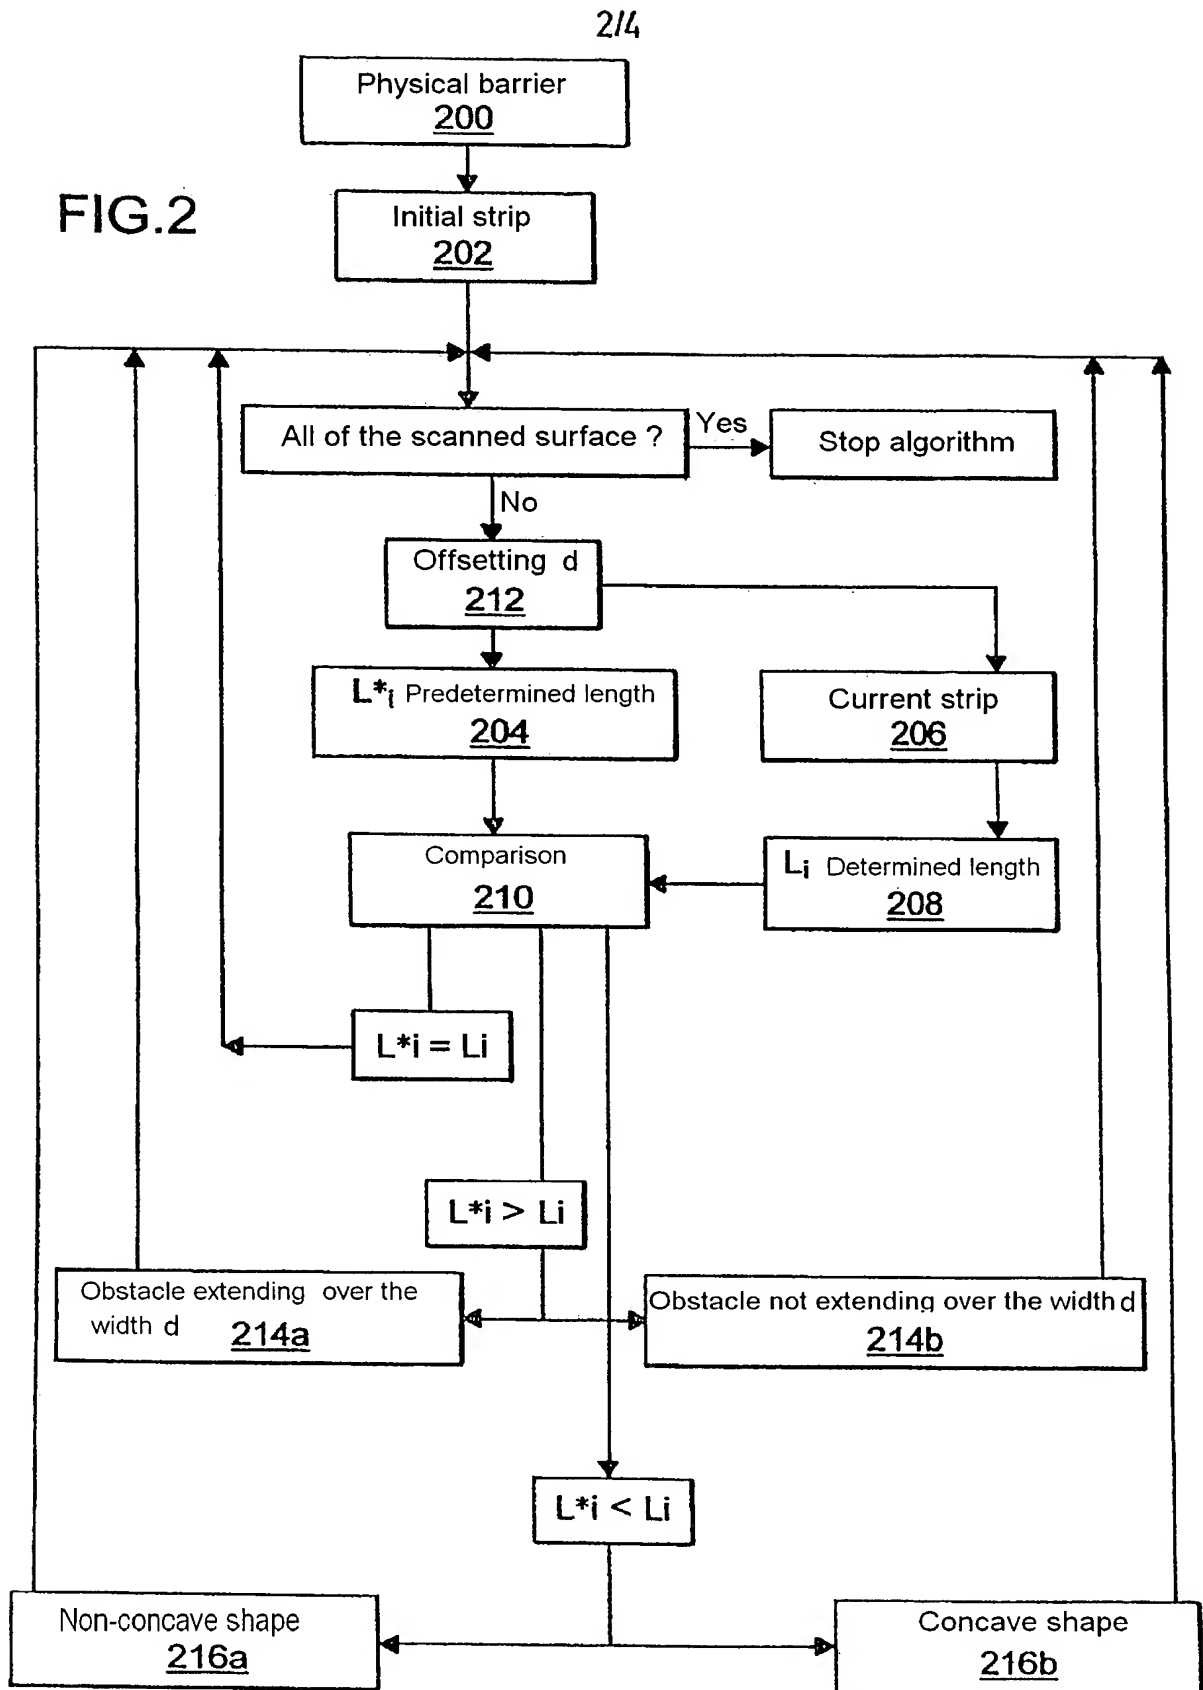 2/4
Physical barrier
200
FIG.2
Initial strip
202
All of the scanned surface ?
Yes
Stop algorithm
No
Offsetting d
212
L*i Predetermined length
204
Current strip
206
Comparison
210
Li Determined length
208
L*i = Li
L*i > Li
Obstacle extending over the
width d 214a
Obstacle not extending over the width d
214b
L*i < Li
Non-concave shape
216a
Concave shape
216b